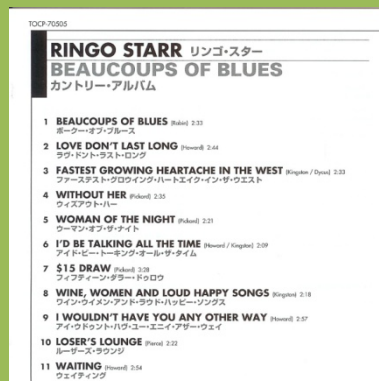 TOCP-70505
RINGO STARR リンゴ・スター
BEAUCOUPS OF BLUES
カントリー・アルバム
1 BEAUCOUPS OF BLUES (Rabin) 2:33
ボークー・オブ・ブルース
2 LOVE DON'T LAST LONG (Howard) 2:44
ラヴ・ドント・ラスト・ロング
3 FASTEST GROWING HEARTACHE IN THE WEST (Kingston / Dycus) 2:33
ファーステスト・グロウイング・ハートエイク・イン・ザ・ウエスト
4 WITHOUT HER (Pickard) 2:35
ウィズアウト・ハー
5 WOMAN OF THE NIGHT (Pickard) 2:21
ウーマン・オブ・ザ・ナイト
6 I'D BE TALKING ALL THE TIME (Howard / Kingston) 2:09
アイド・ビー・トーキング・オール・ザ・タイム
7 $15 DRAW (Pickard) 3:28
フィフティーン・ダラー・ドゥロウ
8 WINE, WOMEN AND LOUD HAPPY SONGS (Kingston) 2:18
ワイン・ウイメン・アンド・ラウド・ハッピー・ソングス
9 I WOULDN'T HAVE YOU ANY OTHER WAY (Howard) 2:57
アイ・ウドゥント・ハヴ・ユー・エニイ・アザー・ウェイ
10 LOSER'S LOUNGE (Pierce) 2:22
ルーザーズ・ラウンジ
11 WAITING (Howard) 2:54
ウェイティング